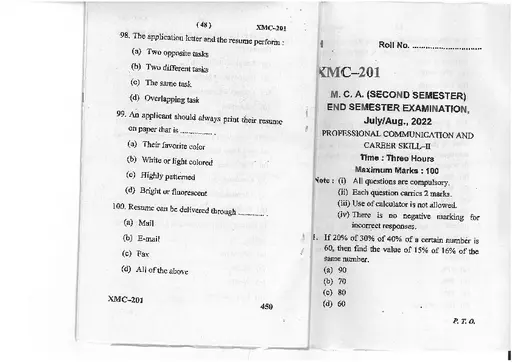 ( 48 ) XMC-201
98. The application letter and the resume perform :
(a) Two opposite tasks
(b) Two different tasks
(c) The same task
(d) Overlapping task
99. An applicant should always print their resume
on paper that is ..............
(a) Their favorite color
(b) White or light colored
(c) Highly patterned
(d) Bright or fluorescent
100. Resume can be delivered through ...........
(a) Mail
(b) E-mail
(c) Fax
(d) All of the above
XMC-201 450
Roll No. ..............................
XMC-201
M. C. A. (SECOND SEMESTER)
END SEMESTER EXAMINATION,
July/Aug., 2022
PROFESSIONAL COMMUNICATION AND
CAREER SKILL-II
Time : Three Hours
Maximum Marks : 100
Note : (i) All questions are compulsory.
(ii) Each question carries 2 marks.
(iii) Use of calculator is not allowed.
(iv) There is no negative marking for
incorrect responses.
1. If 20% of 30% of 40% of a certain number is
60, then find the value of 15% of 16% of the
same number.
(a) 90
(b) 70
(c) 80
(d) 60
P. T. O.